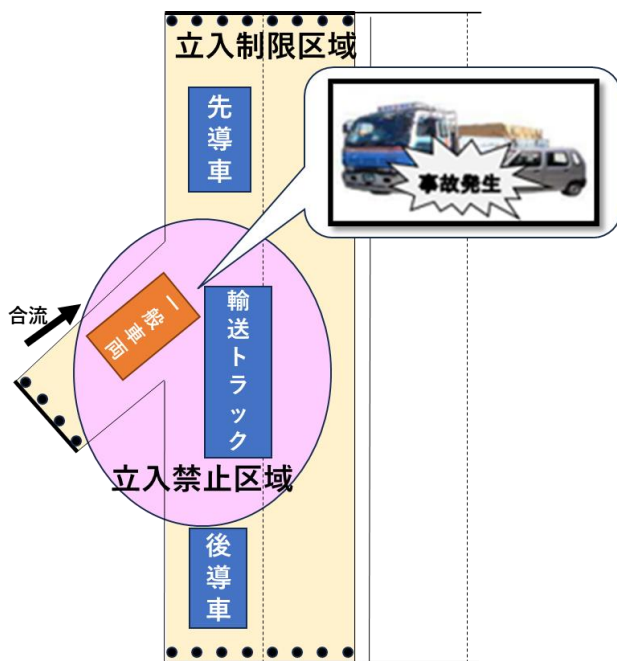 立入制限区域
先導車
事故発生
合流
一般車両
輸送トラック
立入禁止区域
後導車